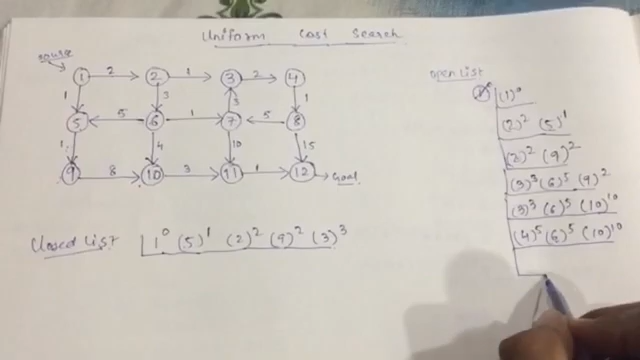 Uniform Cost Search
source
1 2 2 1 3 2 4
1 3 3 1
5 5 6 1 7 5 8
1 4 10 15
9 8 10 3 11 1 12 Goal
Closed List 1⁰ (5)¹ (2)² (9)² (3)³
open List
(1)⁰
(2)² (5)¹
(2)² (9)²
(3)³ (6)⁵ (9)²
(3)³ (6)⁵ (10)¹⁰
(4)⁵ (6)⁵ (10)¹⁰